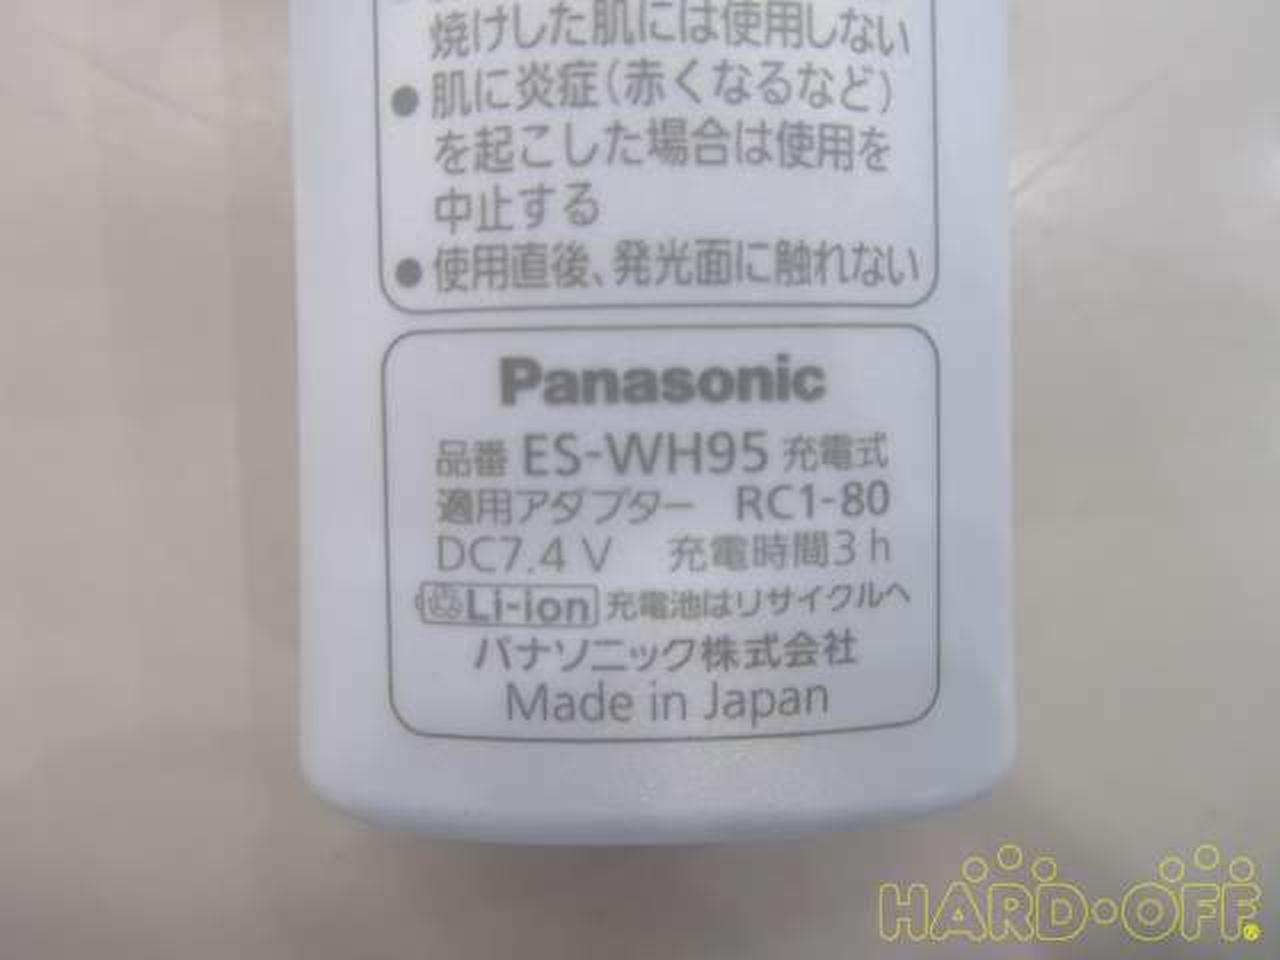 焼けした肌には使用しない
●肌に炎症(赤くなるなど)
を起こした場合は使用を
中止する
●使用直後、発光面に触れない
Panasonic
品番 ES-WH95 充電式
適用アダプター RC1-80
DC7.4 V 充電時間3h
Li-ion 充電池はリサイクルへ
パナソニック株式会社
Made in Japan
HARD・OFF®